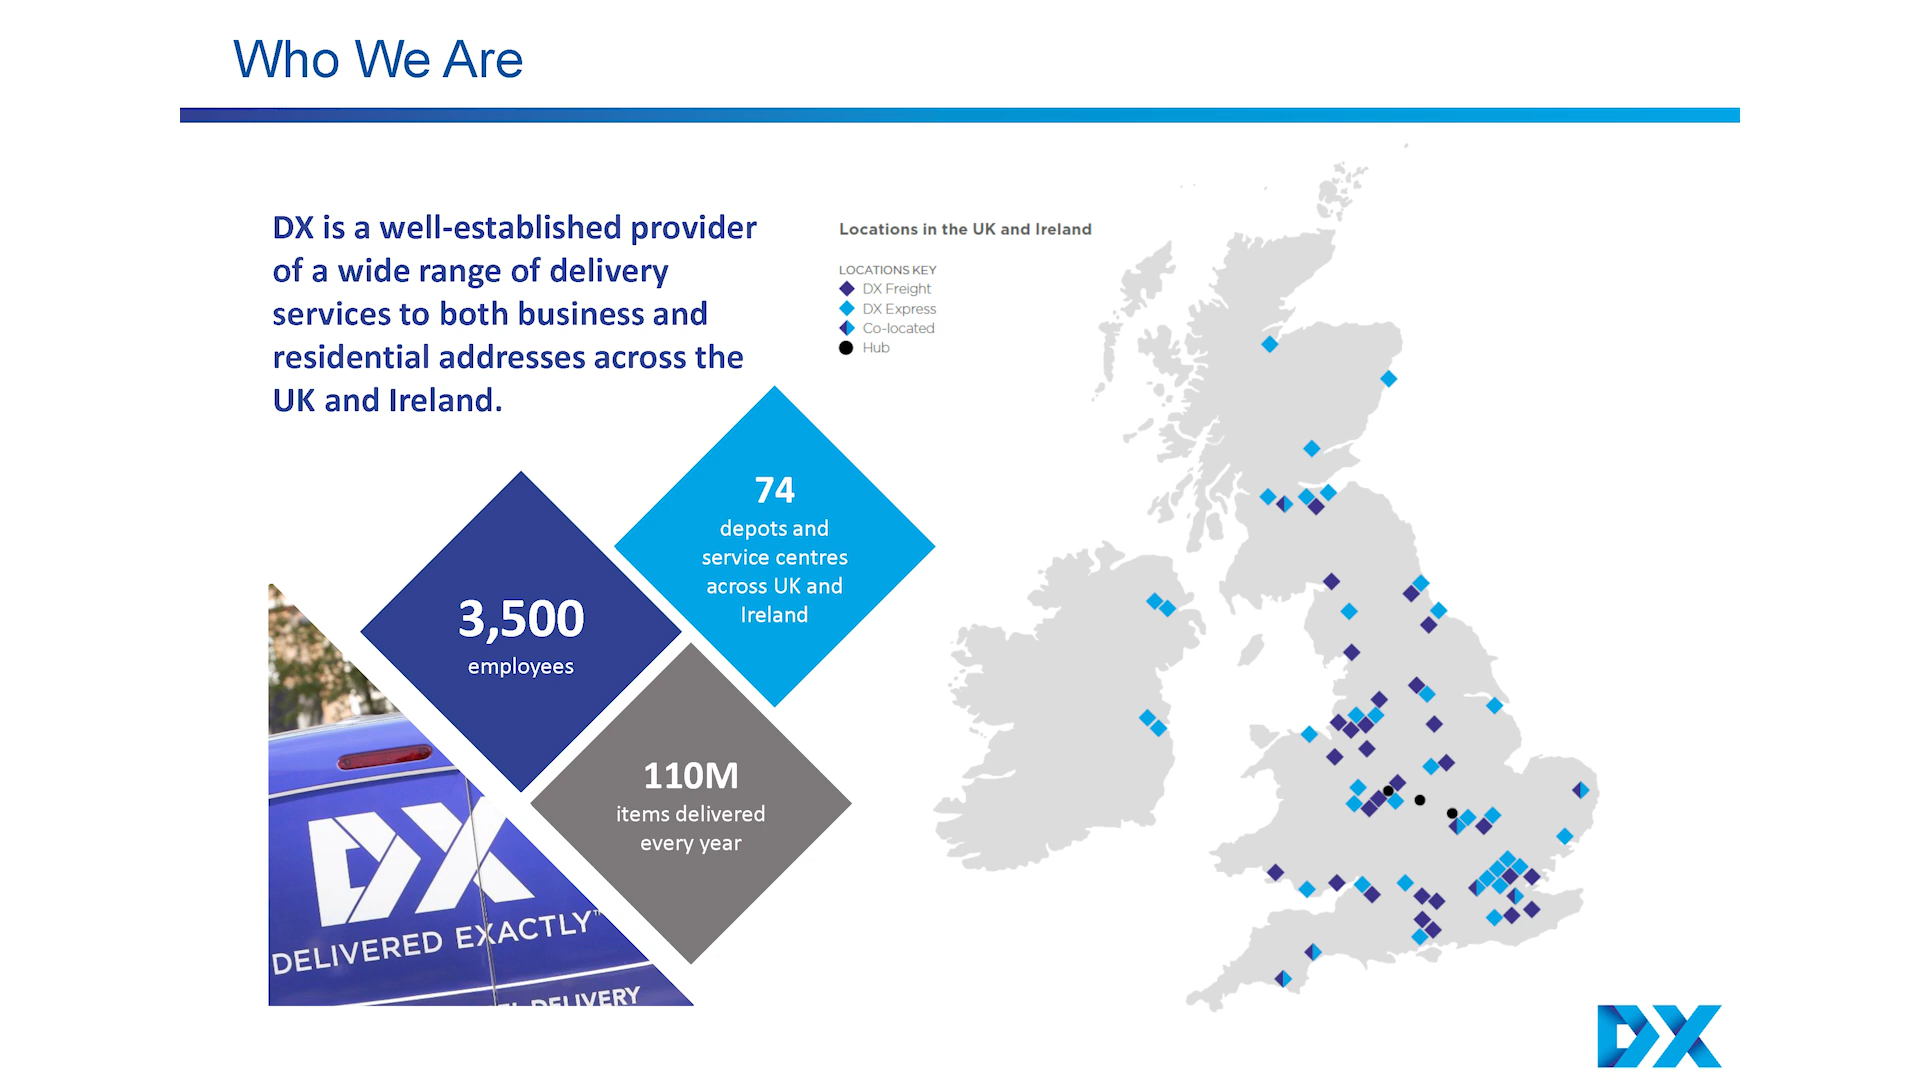 Who We Are
DX is a well-established provider
of a wide range of delivery
services to both business and
residential addresses across the
UK and Ireland.
Locations in the UK and Ireland
LOCATIONS KEY
DX Freight
DX Express
Co-located
Hub
74
depots and
service centres
across UK and
Ireland
3,500
employees
110M
items delivered
every year
DX
DELIVERED EXACTLY™
DELIVERY
DX